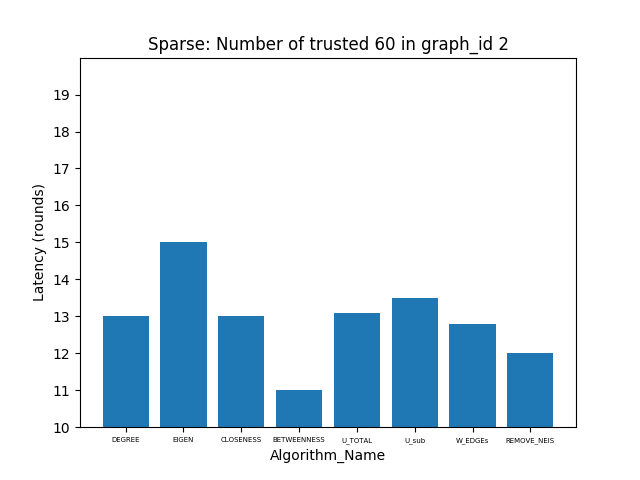 Sparse: Number of trusted 60 in graph_id 2
Latency (rounds)
19
18
17
16
15
14
13
12
11
10
DEGREE EIGEN CLOSENESS BETWEENNESS U_TOTAL U_sub W_EDGEs REMOVE_NEIS
Algorithm_Name